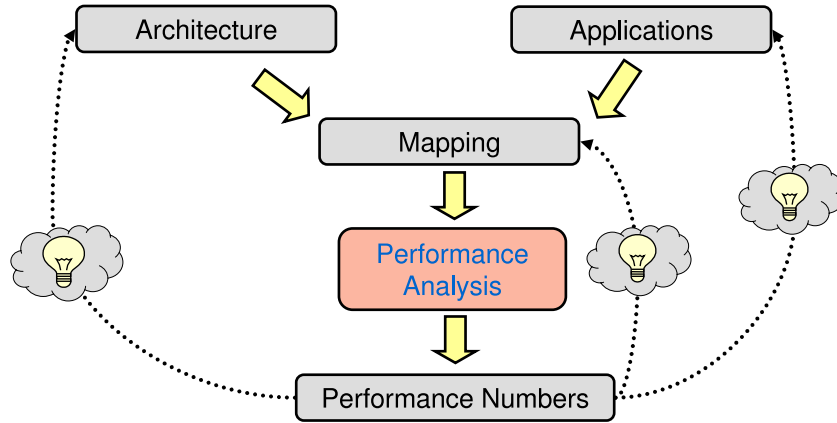 Architecture
Applications
Mapping
Performance
Analysis
Performance Numbers